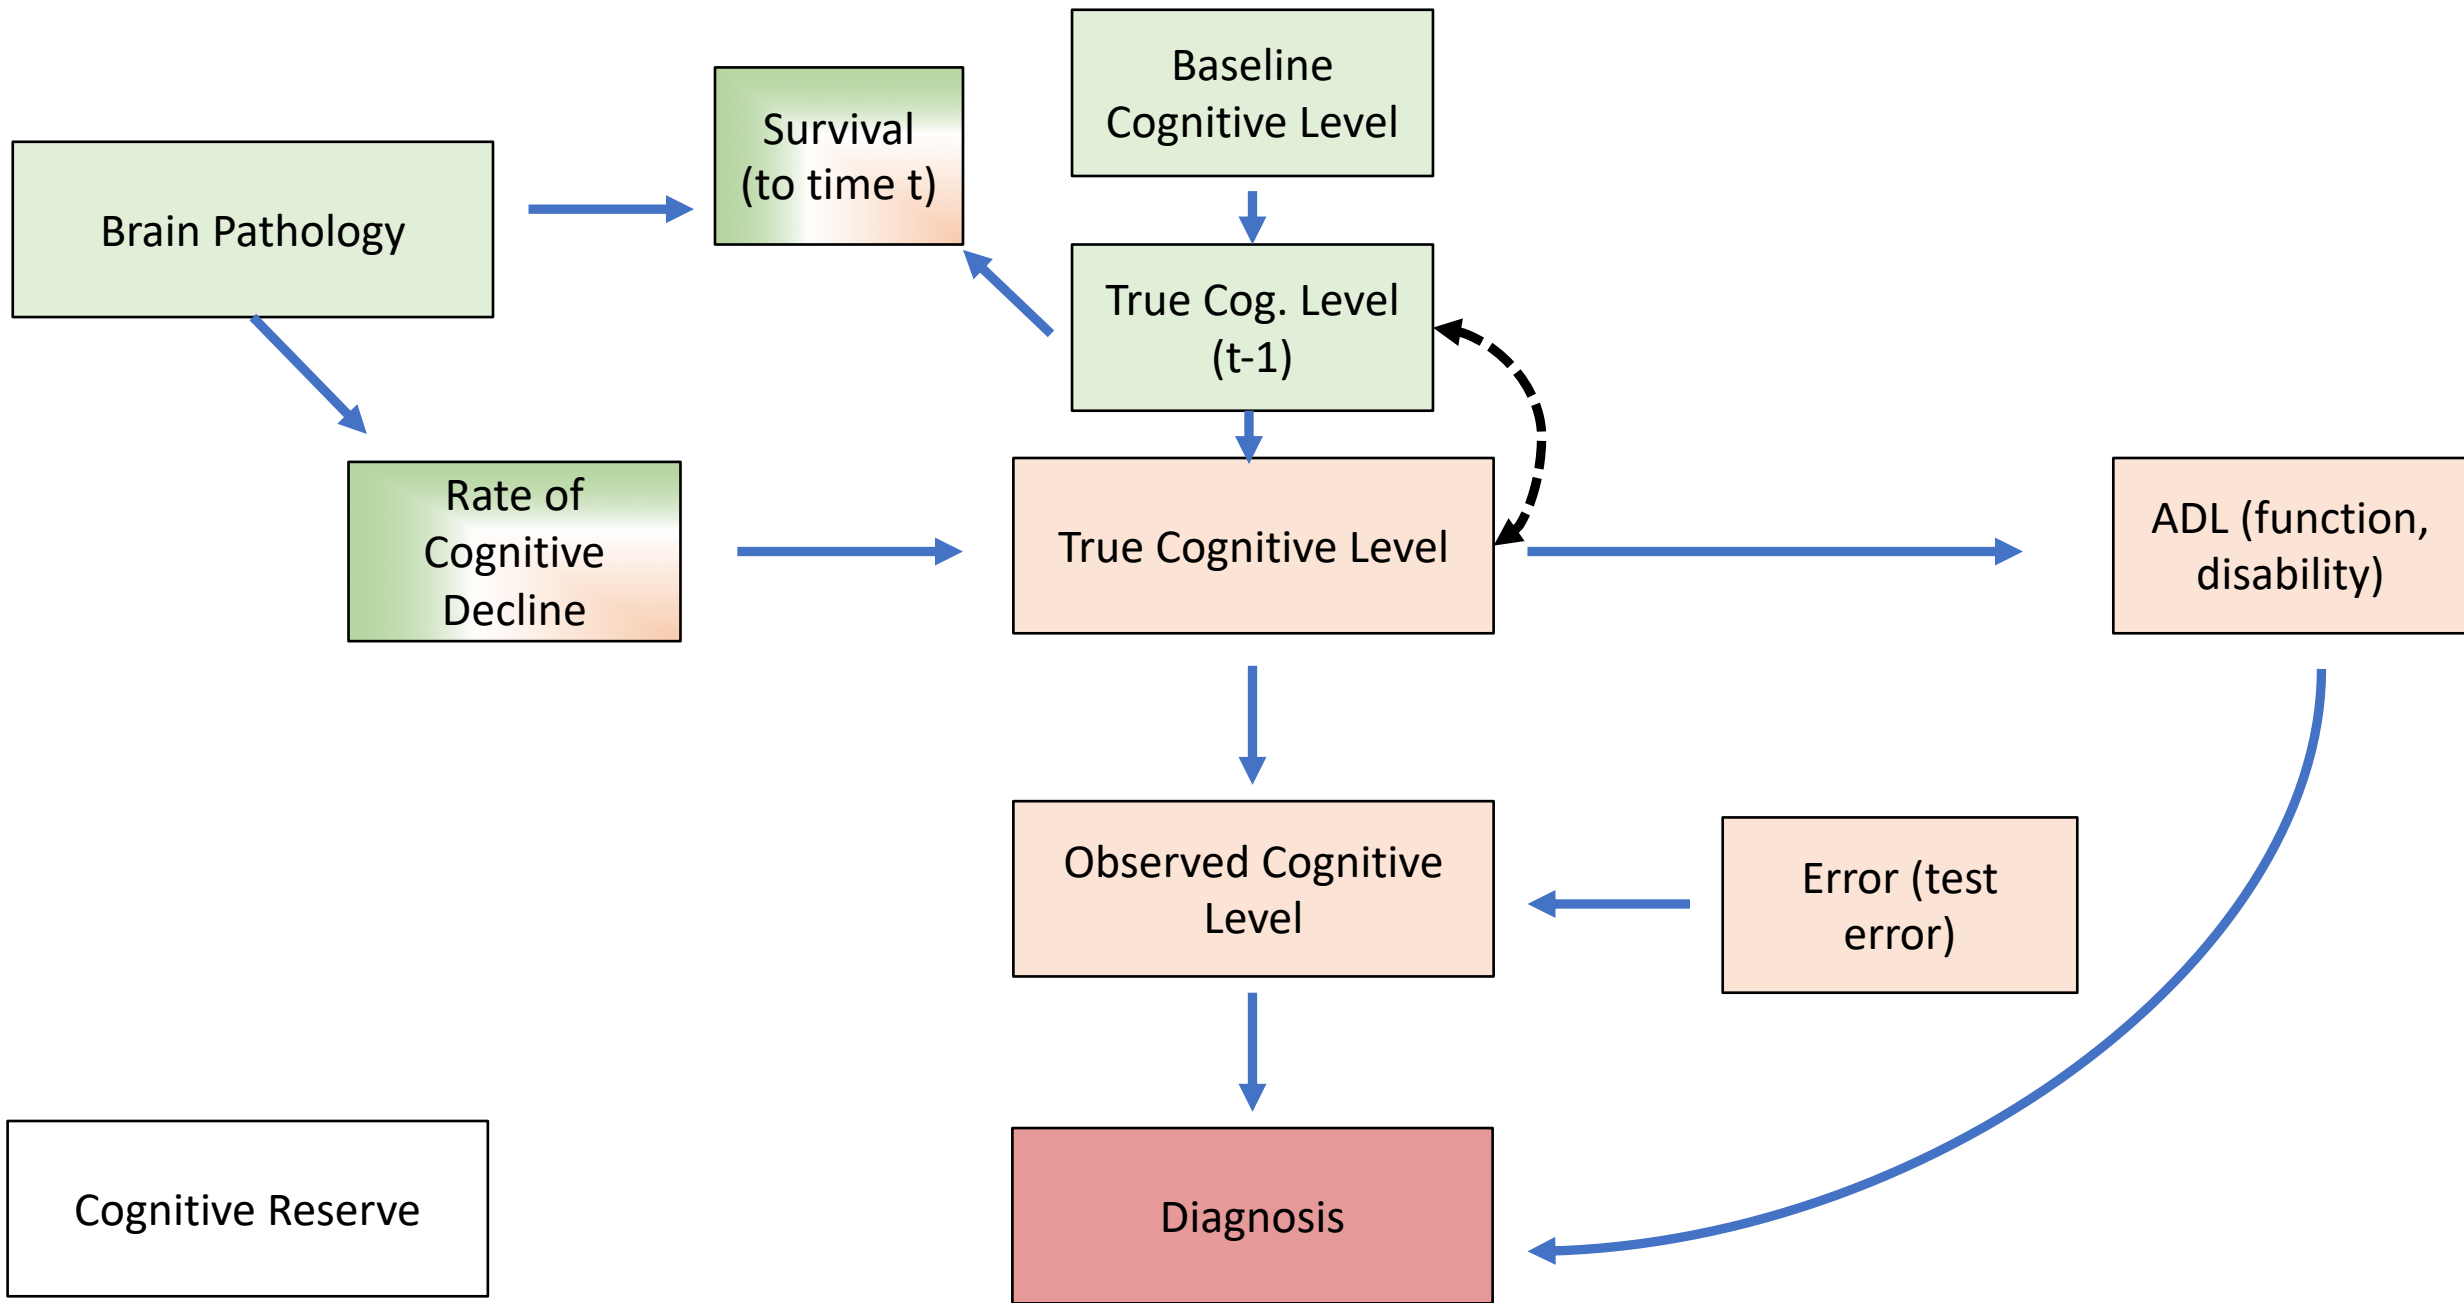 Baseline
Cognitive Level
Survival
(to time t)
Brain Pathology
True Cog. Level
(t-1)
Rate of
Cognitive
Decline
True Cognitive Level
ADL (function,
disability)
Observed Cognitive
Level
Error (test
error)
Cognitive Reserve
Diagnosis